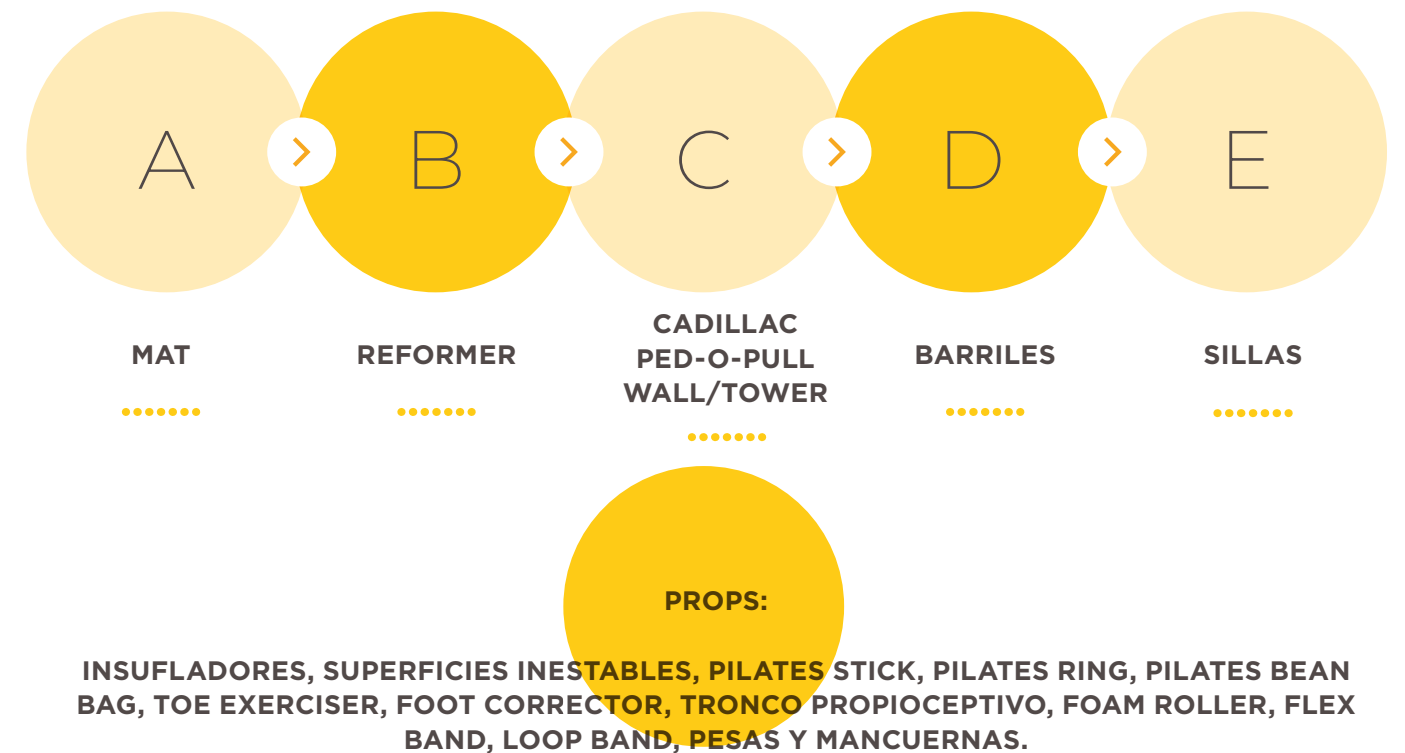 A
B
C
D
E
MAT
REFORMER
CADILLAC
PED-O-PULL
WALL/TOWER
BARRILES
SILLAS
PROPS:
INSUFLADORES, SUPERFICIES INESTABLES, PILATES STICK, PILATES RING, PILATES BEAN
BAG, TOE EXERCISER, FOOT CORRECTOR, TRONCO PROPIOCEPTIVO, FOAM ROLLER, FLEX
BAND, LOOP BAND, PESAS Y MANCUERNAS.